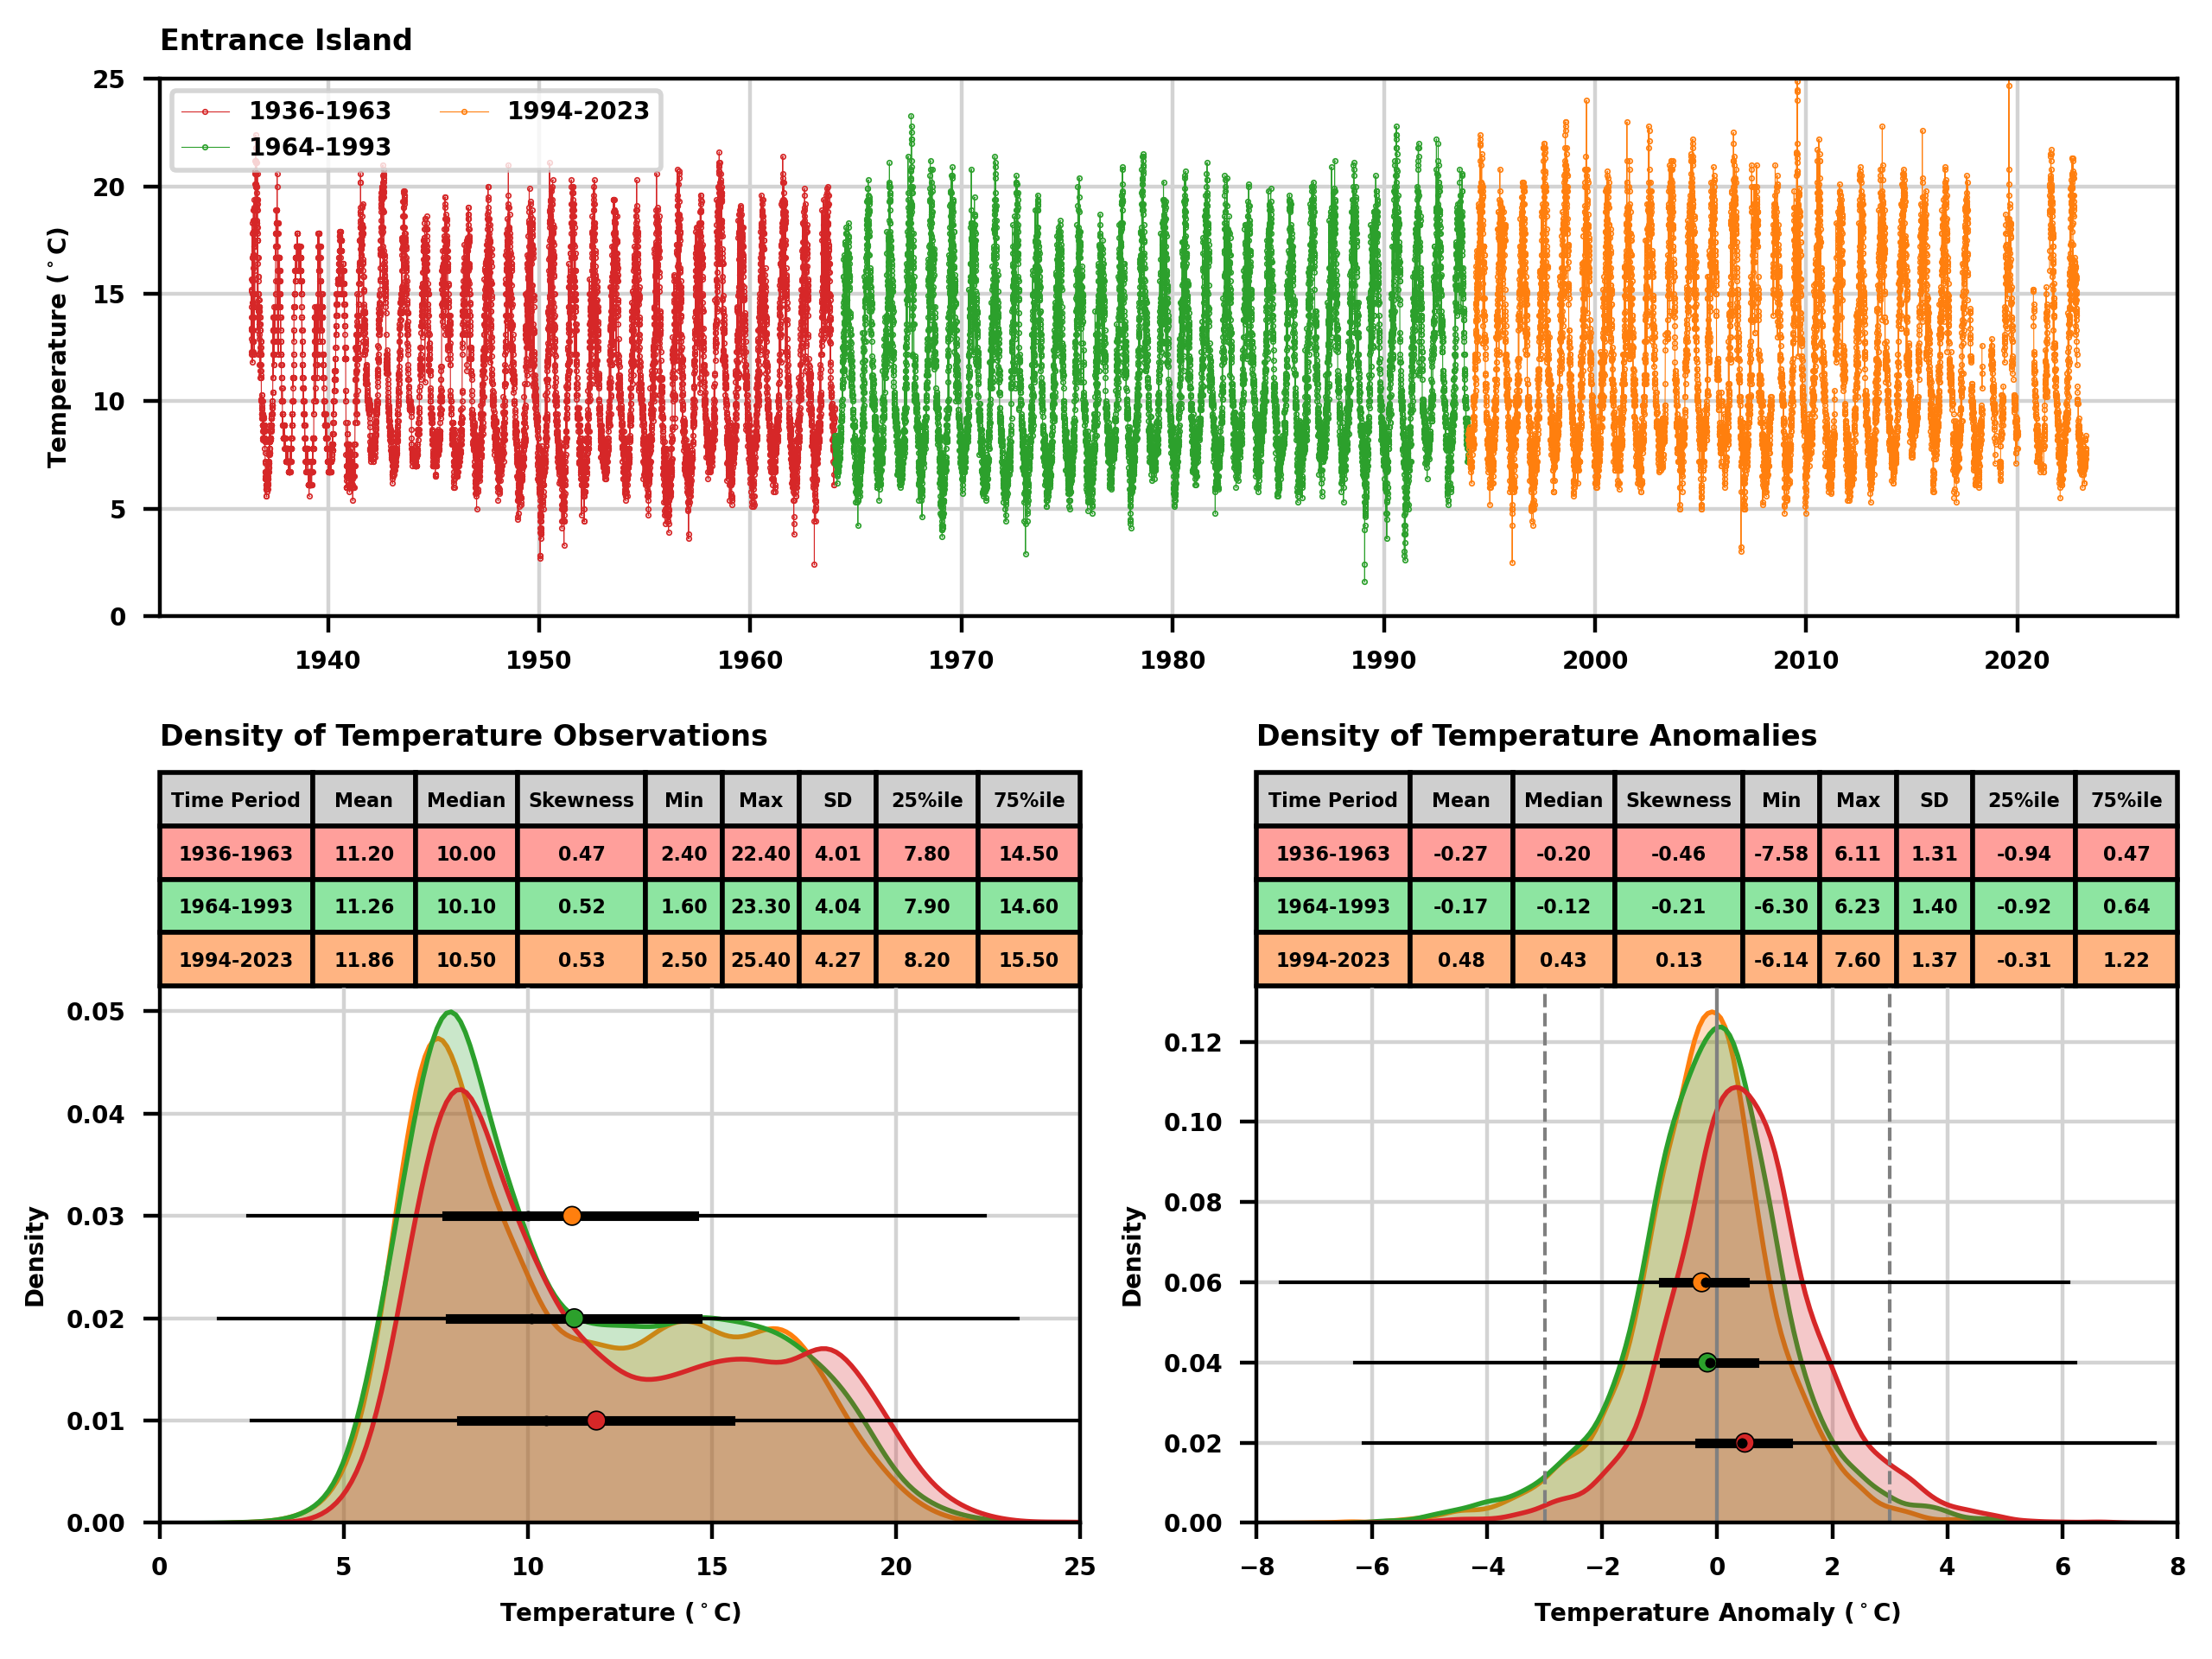 Entrance Island
25
20
15
10
5
0
Temperature (°C)
1936-1963
1964-1993
1994-2023
1940 1950 1960 1970 1980 1990 2000 2010 2020
Density of Temperature Observations
Time Period Mean Median Skewness Min Max SD 25%ile 75%ile
1936-1963 11.20 10.00 0.47 2.40 22.40 4.01 7.80 14.50
1964-1993 11.26 10.10 0.52 1.60 23.30 4.04 7.90 14.60
1994-2023 11.86 10.50 0.53 2.50 25.40 4.27 8.20 15.50
0.05
0.04
0.03
0.02
0.01
0.00
Density
0 5 10 15 20 25
Temperature (°C)
Density of Temperature Anomalies
Time Period Mean Median Skewness Min Max SD 25%ile 75%ile
1936-1963 -0.27 -0.20 -0.46 -7.58 6.11 1.31 -0.94 0.47
1964-1993 -0.17 -0.12 -0.21 -6.30 6.23 1.40 -0.92 0.64
1994-2023 0.48 0.43 0.13 -6.14 7.60 1.37 -0.31 1.22
0.12
0.10
0.08
0.06
0.04
0.02
0.00
Density
−8 −6 −4 −2 0 2 4 6 8
Temperature Anomaly (°C)